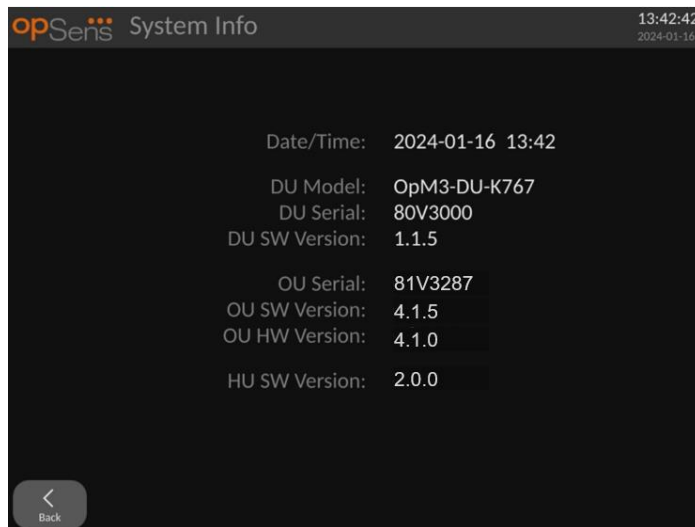 opSens System Info 13:42:42
2024-01-16
Date/Time: 2024-01-16 13:42
DU Model: OpM3-DU-K767
DU Serial: 80V3000
DU SW Version: 1.1.5
OU Serial: 81V3287
OU SW Version: 4.1.5
OU HW Version: 4.1.0
HU SW Version: 2.0.0
Back